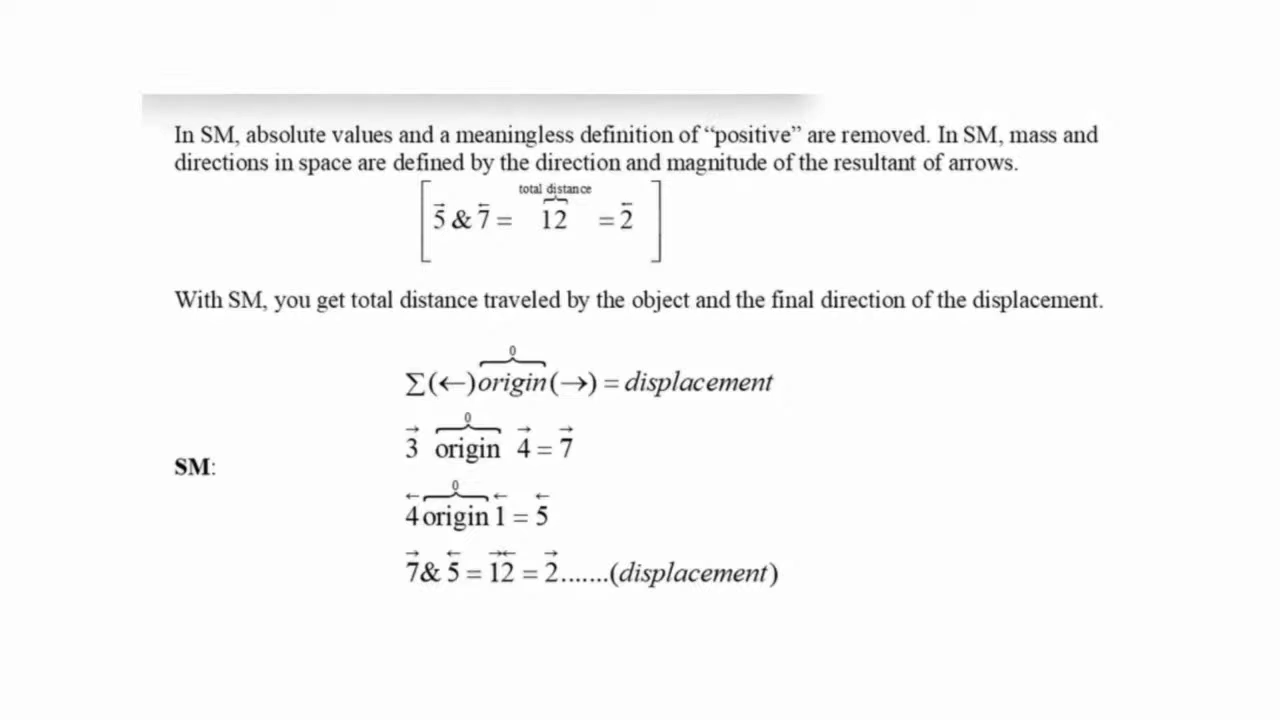 In SM, absolute values and a meaningless definition of “positive” are removed. In SM, mass and
directions in space are defined by the direction and magnitude of the resultant of arrows.
total distance
[ 5⃗ & 7⃖ = 12 = 2⃖ ]
With SM, you get total distance traveled by the object and the final direction of the displacement.
0
Σ(←)origin(→) = displacement
0
3⃗ origin 4⃗ = 7⃗
SM:
0
4⃖ origin 1⃖ = 5⃖
→ ← →← →
7& 5 = 12 = 2.......(displacement)